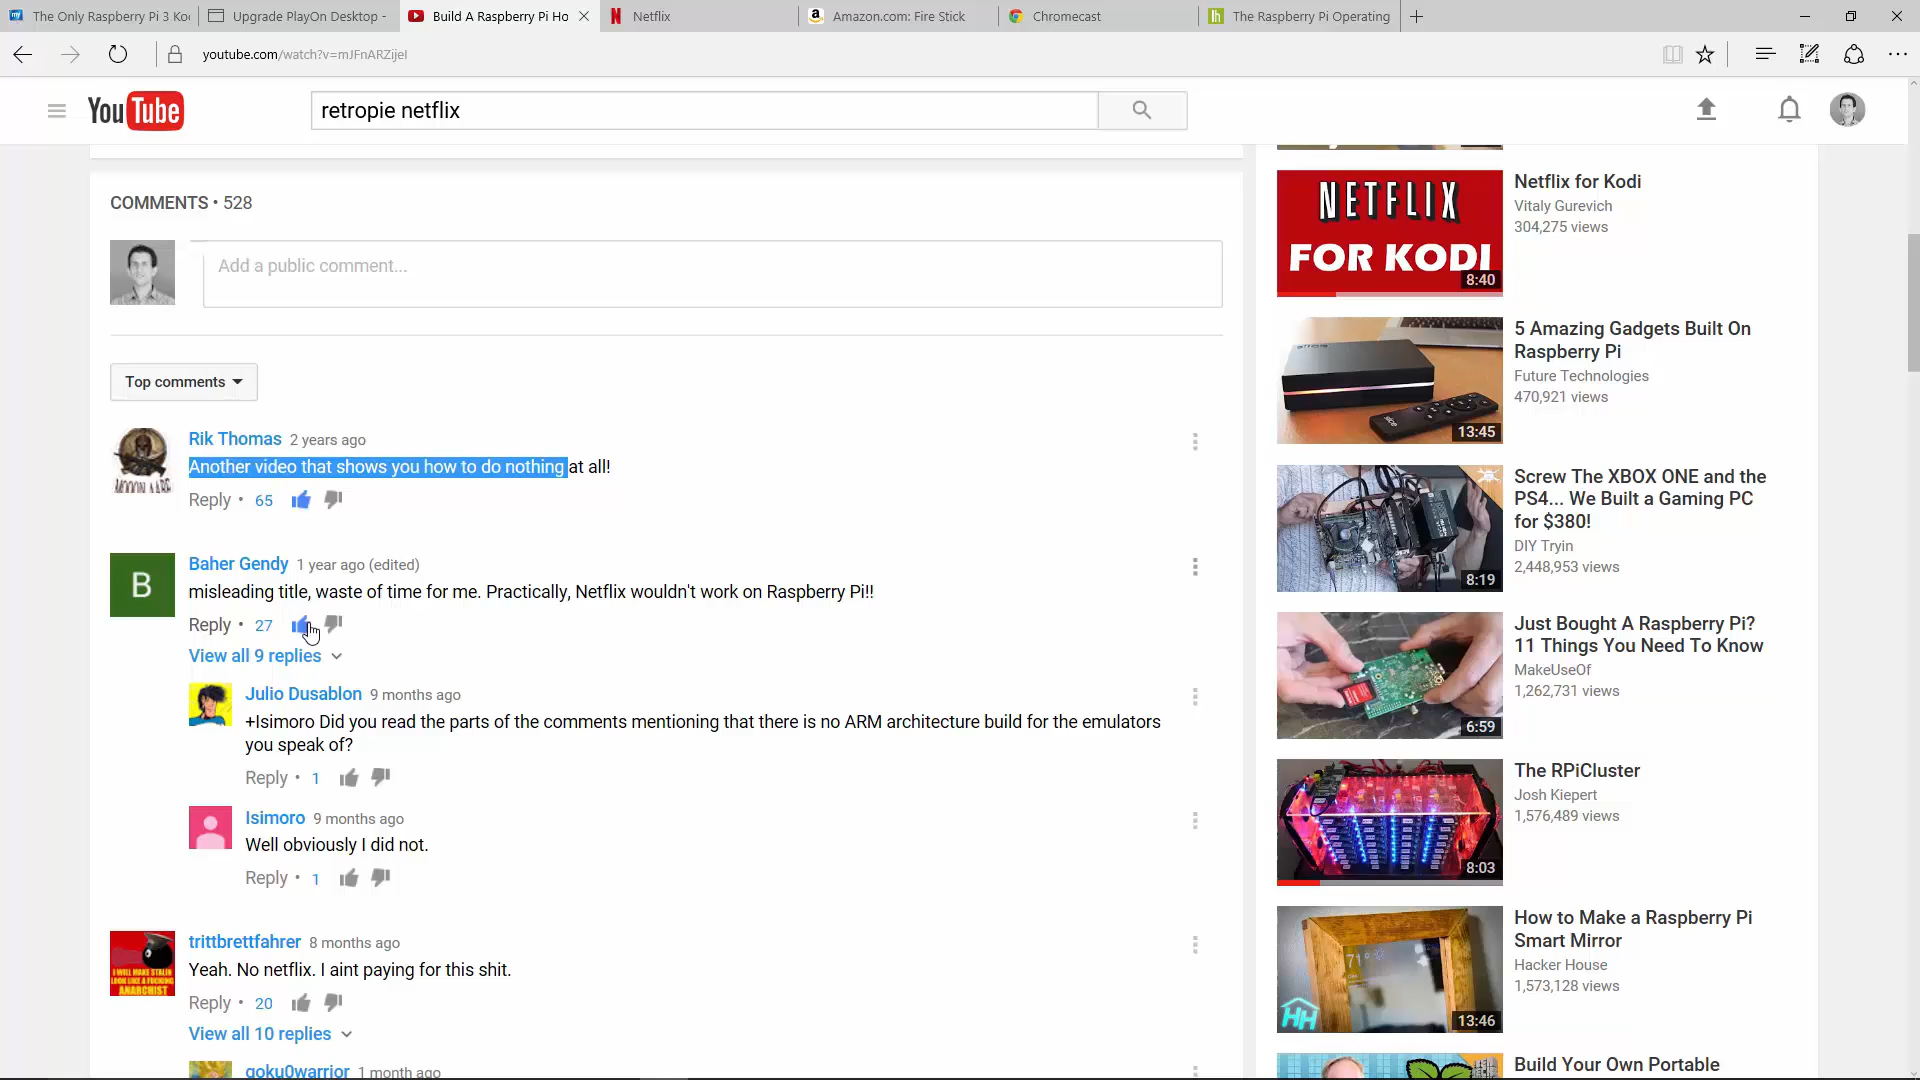 The Only Raspberry Pi 3 Ko
Upgrade PlayOn Desktop -
Build A Raspberry Pi Ho
Netflix
Amazon.com: Fire Stick
Chromecast
The Raspberry Pi Operating
youtube.com/watch?v=mJFnARZijeI
YouTube
retropie netflix
COMMENTS • 528
Add a public comment...
Top comments
Rik Thomas 2 years ago
Another video that shows you how to do nothing at all!
Reply • 65
B
Baher Gendy 1 year ago (edited)
misleading title, waste of time for me. Practically, Netflix wouldn't work on Raspberry Pi!!
Reply • 27
View all 9 replies
Julio Dusablon 9 months ago
+Isimoro Did you read the parts of the comments mentioning that there is no ARM architecture build for the emulators
you speak of?
Reply • 1
Isimoro 9 months ago
Well obviously I did not.
Reply • 1
I WILL MAKE STALIN
LOOK LIKE A FUCKING
ANARCHIST
trittbrettfahrer 8 months ago
Yeah. No netflix. I aint paying for this shit.
Reply • 20
View all 10 replies
goku0warrior 1 month ago
NETFLIX
FOR KODI
8:40
Netflix for Kodi
Vitaly Gurevich
304,275 views
13:45
5 Amazing Gadgets Built On
Raspberry Pi
Future Technologies
470,921 views
8:19
Screw The XBOX ONE and the
PS4... We Built a Gaming PC
for $380!
DIY Tryin
2,448,953 views
6:59
Just Bought A Raspberry Pi?
11 Things You Need To Know
MakeUseOf
1,262,731 views
8:03
The RPiCluster
Josh Kiepert
1,576,489 views
71°
HH
13:46
How to Make a Raspberry Pi
Smart Mirror
Hacker House
1,573,128 views
Build Your Own Portable